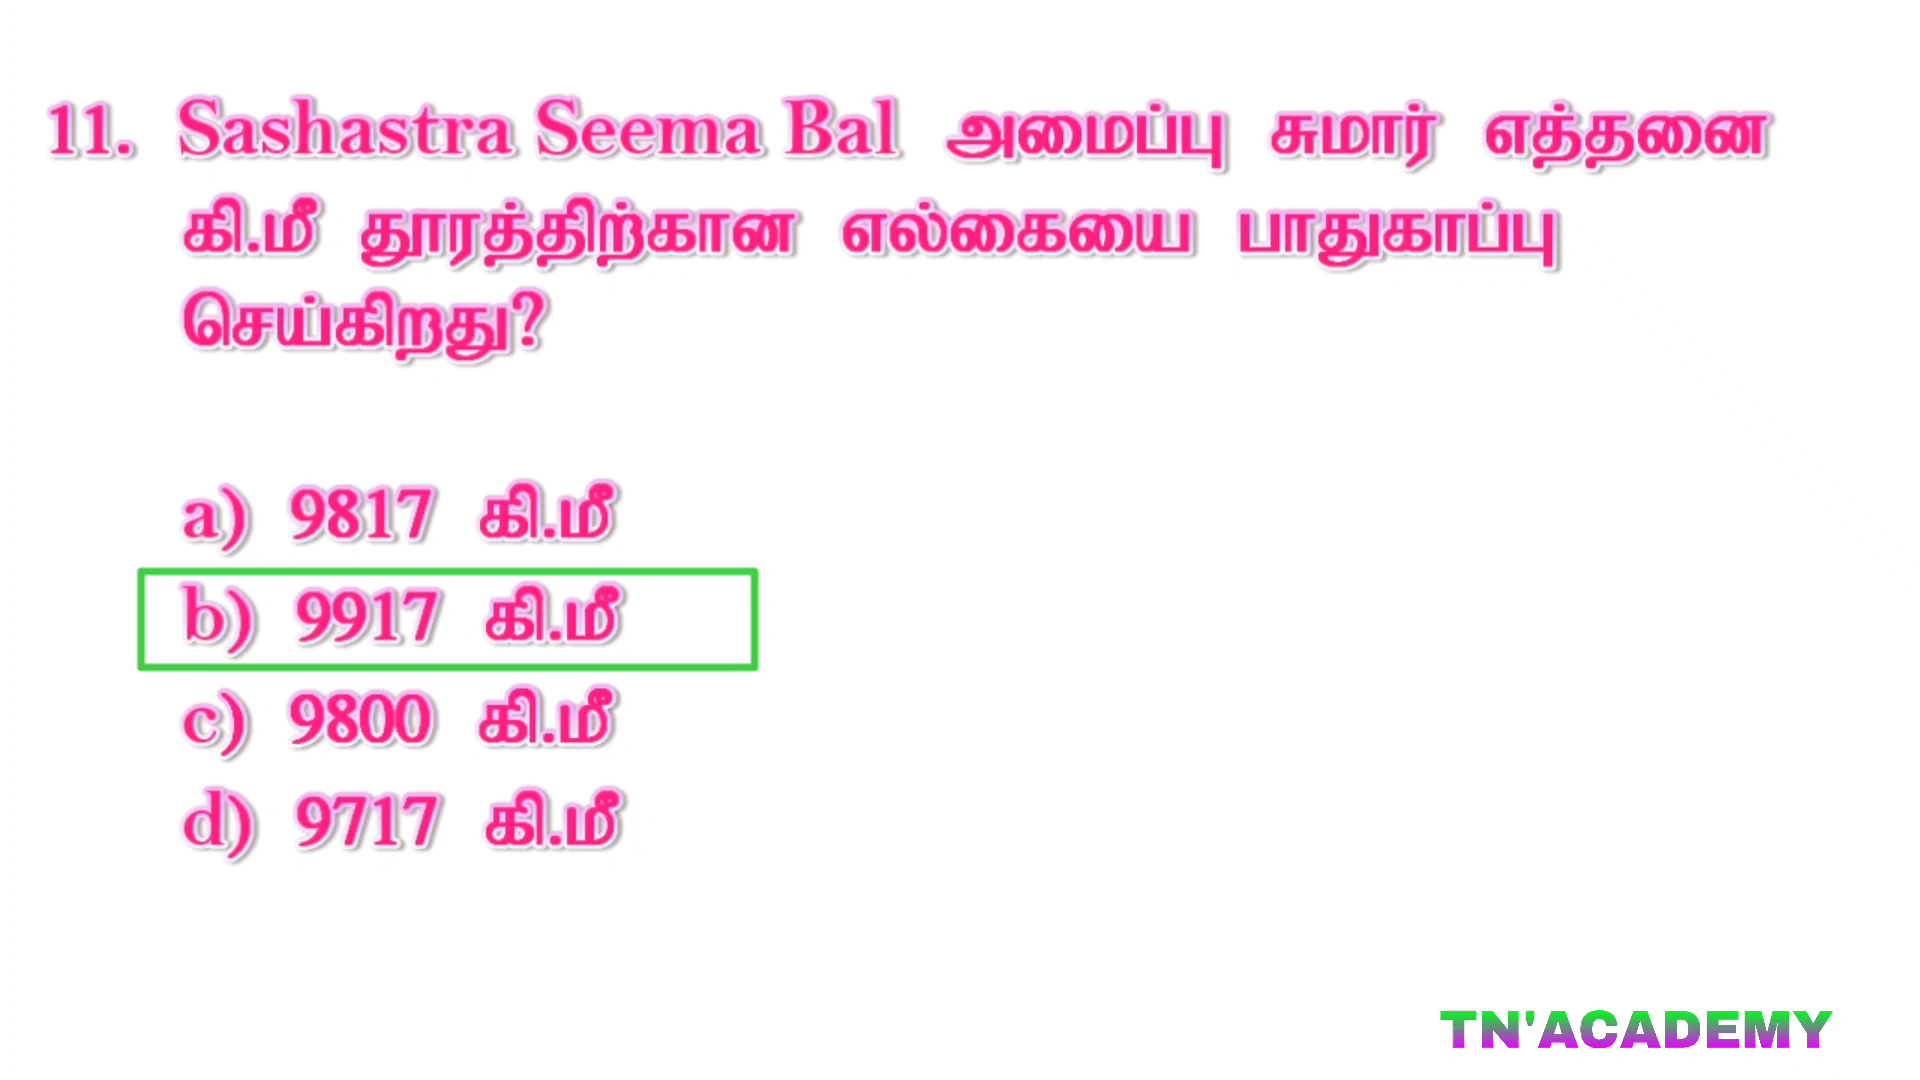 11. Sashastra Seema Bal அமைப்பு சுமார் எத்தனை
கி.மீ தூரத்திற்கான எல்கையை பாதுகாப்பு
செய்கிறது?
a) 9817 கி.மீ
b) 9917 கி.மீ
c) 9800 கி.மீ
d) 9717 கி.மீ
TN'ACADEMY